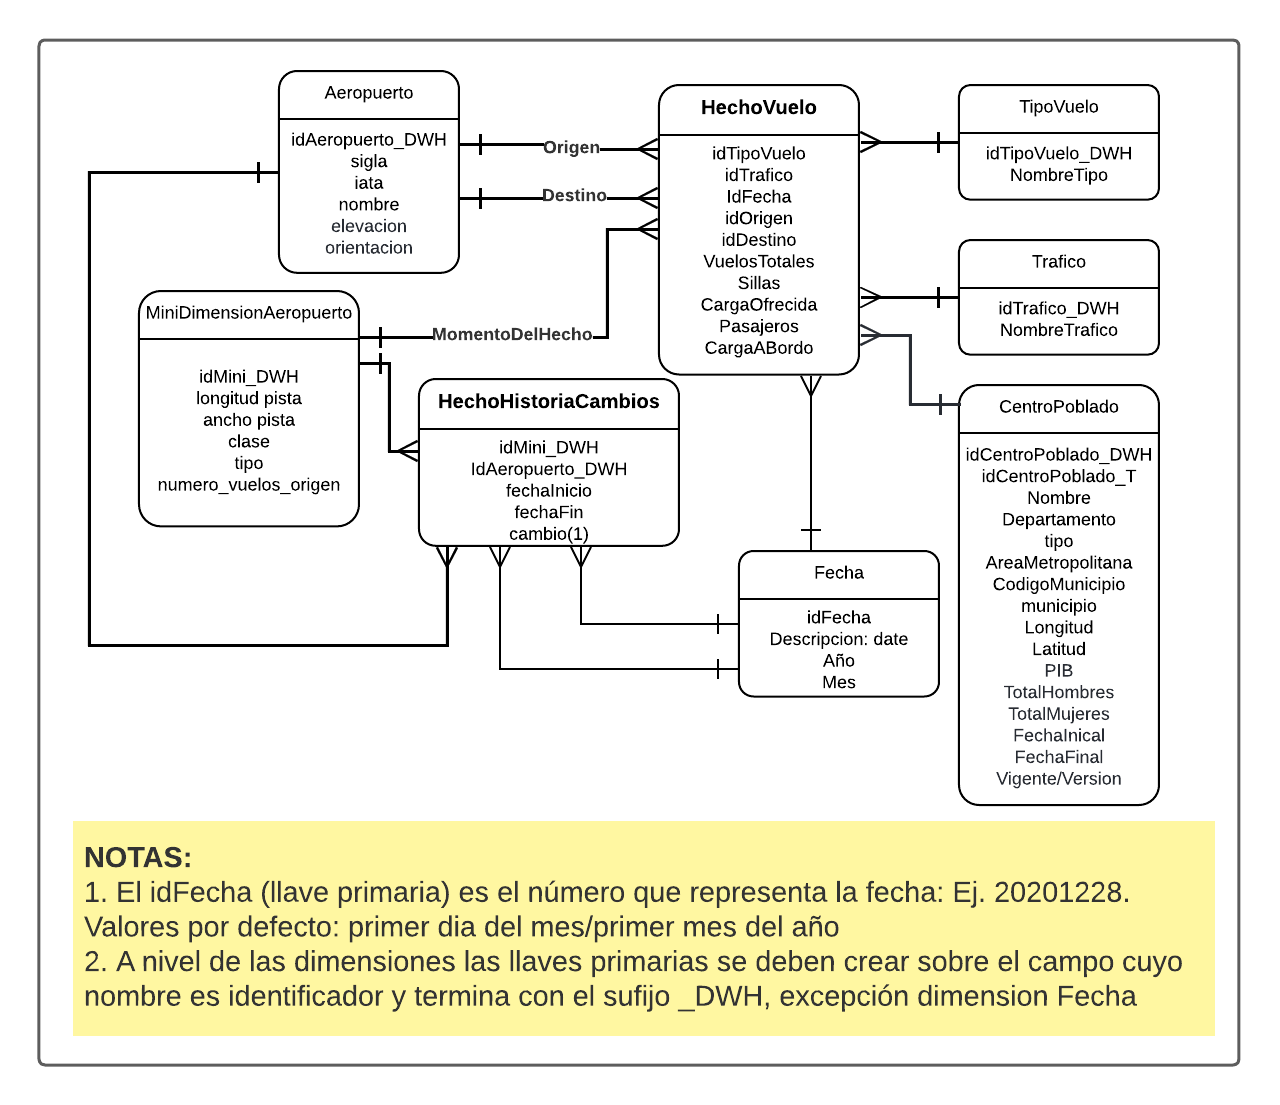 Aeropuerto
idAeropuerto_DWH
sigla
iata
nombre
elevacion
orientacion
Origen
Destino
HechoVuelo
idTipoVuelo
idTrafico
IdFecha
idOrigen
idDestino
VuelosTotales
Sillas
CargaOfrecida
Pasajeros
CargaABordo
TipoVuelo
idTipoVuelo_DWH
NombreTipo
Trafico
idTrafico_DWH
NombreTrafico
MiniDimensionAeropuerto
idMini_DWH
longitud pista
ancho pista
clase
tipo
numero_vuelos_origen
MomentoDelHecho
HechoHistoriaCambios
idMini_DWH
IdAeropuerto_DWH
fechaInicio
fechaFin
cambio(1)
Fecha
idFecha
Descripcion: date
Año
Mes
CentroPoblado
idCentroPoblado_DWH
idCentroPoblado_T
Nombre
Departamento
tipo
AreaMetropolitana
CodigoMunicipio
municipio
Longitud
Latitud
PIB
TotalHombres
TotalMujeres
FechaInical
FechaFinal
Vigente/Version
NOTAS:
1. El idFecha (llave primaria) es el número que representa la fecha: Ej. 20201228.
Valores por defecto: primer dia del mes/primer mes del año
2. A nivel de las dimensiones las llaves primarias se deben crear sobre el campo cuyo
nombre es identificador y termina con el sufijo _DWH, excepción dimension Fecha